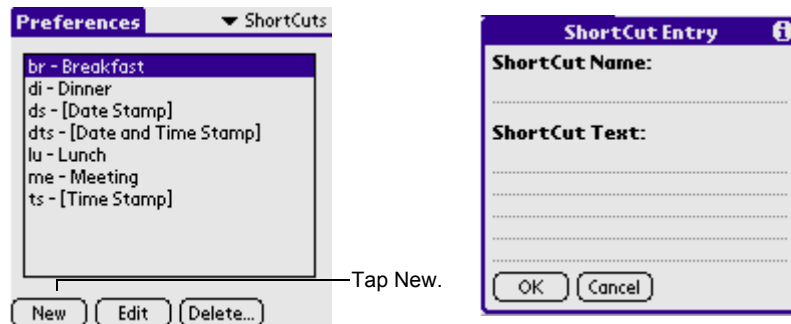 Preferences
ShortCuts
br - Breakfast
di - Dinner
ds - [Date Stamp]
dts - [Date and Time Stamp]
lu - Lunch
me - Meeting
ts - [Time Stamp]
Tap New.
New
Edit
Delete...
ShortCut Entry
i
ShortCut Name:
ShortCut Text:
OK
Cancel